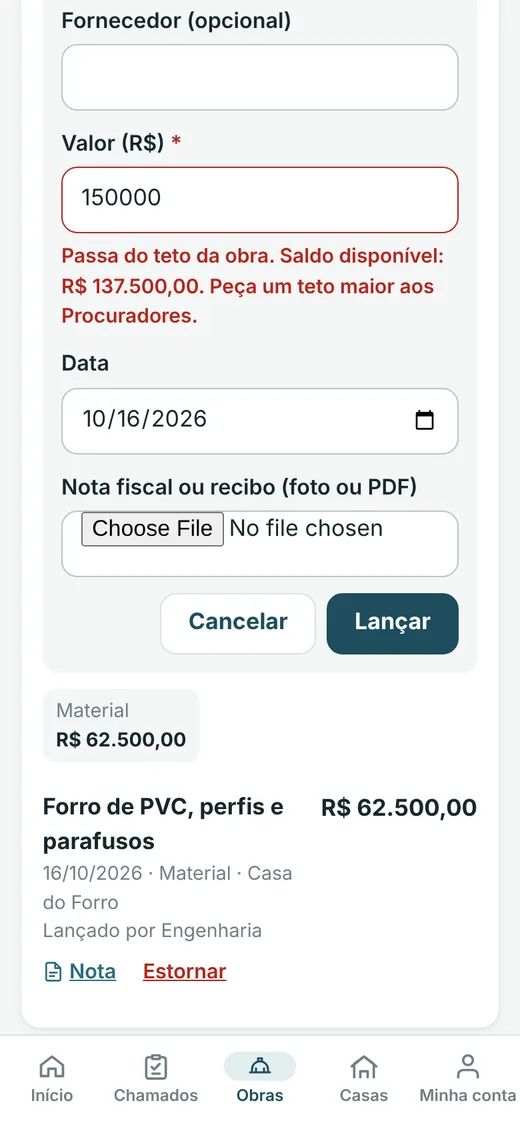 Fornecedor (opcional)
Valor (R$) *
150000
Passa do teto da obra. Saldo disponível:
R$ 137.500,00. Peça um teto maior aos
Procuradores.
Data
10/16/2026
Nota fiscal ou recibo (foto ou PDF)
Choose File No file chosen
Cancelar Lançar
Material
R$ 62.500,00
Forro de PVC, perfis e R$ 62.500,00
parafusos
16/10/2026 · Material · Casa
do Forro
Lançado por Engenharia
Nota Estornar
Início Chamados Obras Casas Minha conta